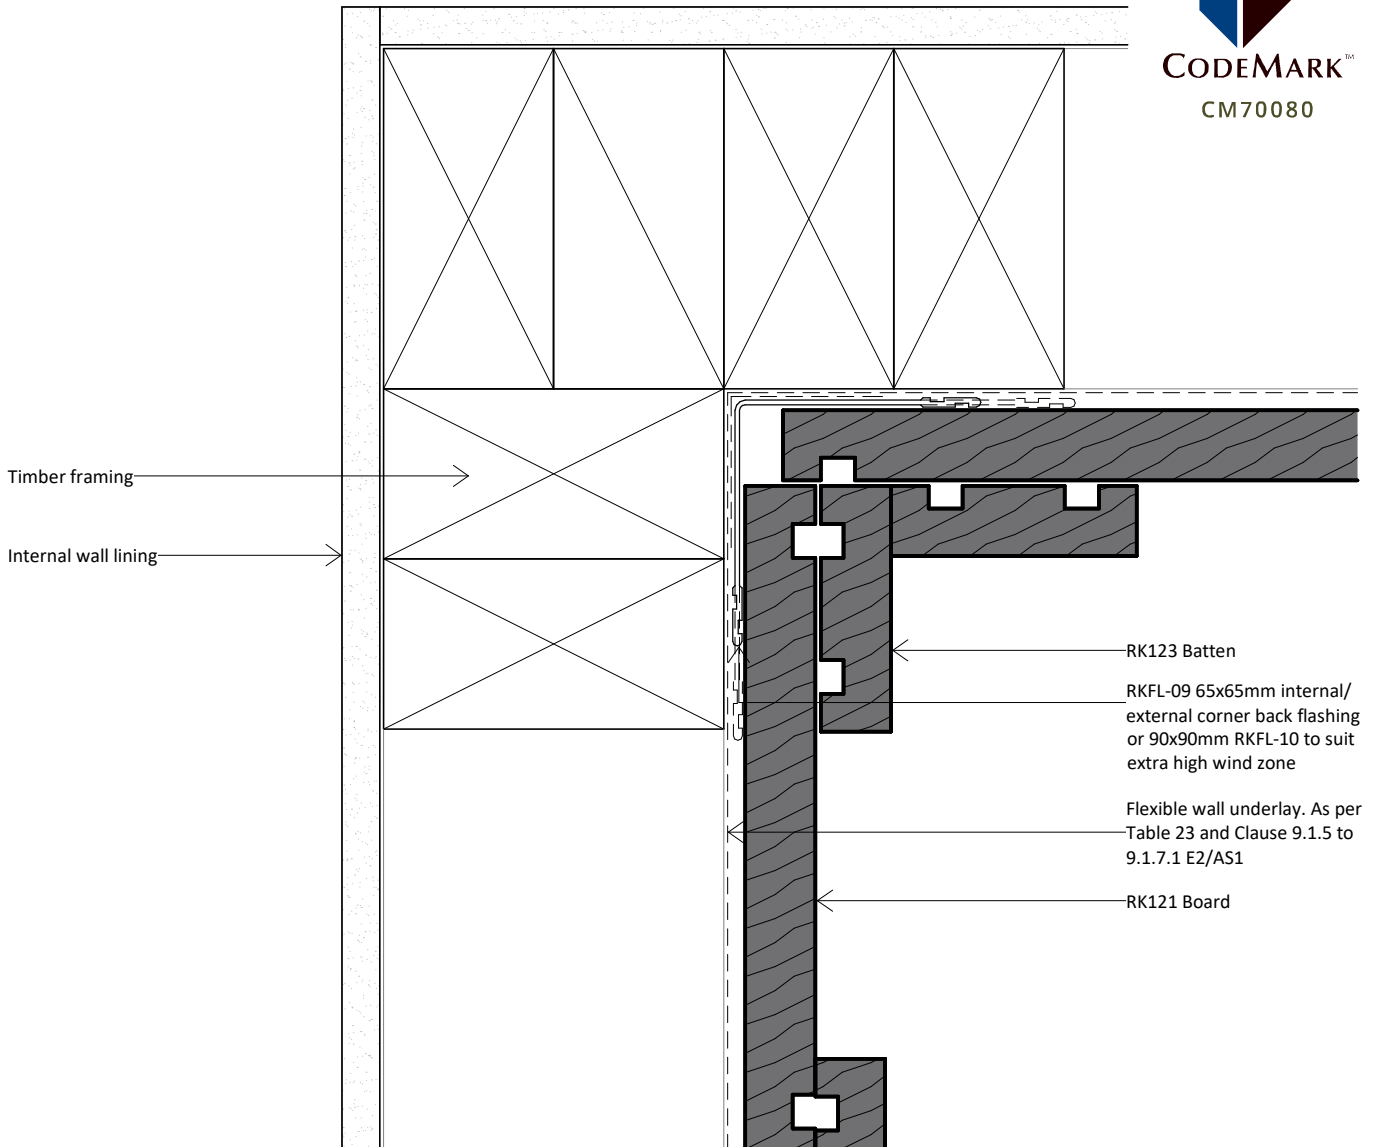 CODEMARK™
CM70080
Timber framing
Internal wall lining
RK123 Batten
RKFL-09 65x65mm internal/
external corner back flashing
or 90x90mm RKFL-10 to suit
extra high wind zone
Flexible wall underlay. As per
Table 23 and Clause 9.1.5 to
9.1.7.1 E2/AS1
RK121 Board